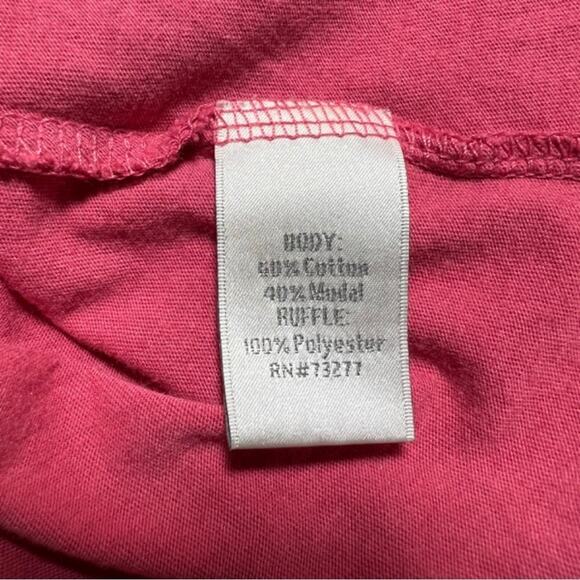 BODY:
60% Cotton
40% Modal
RUFFLE:
100% Polyester
RN#73277